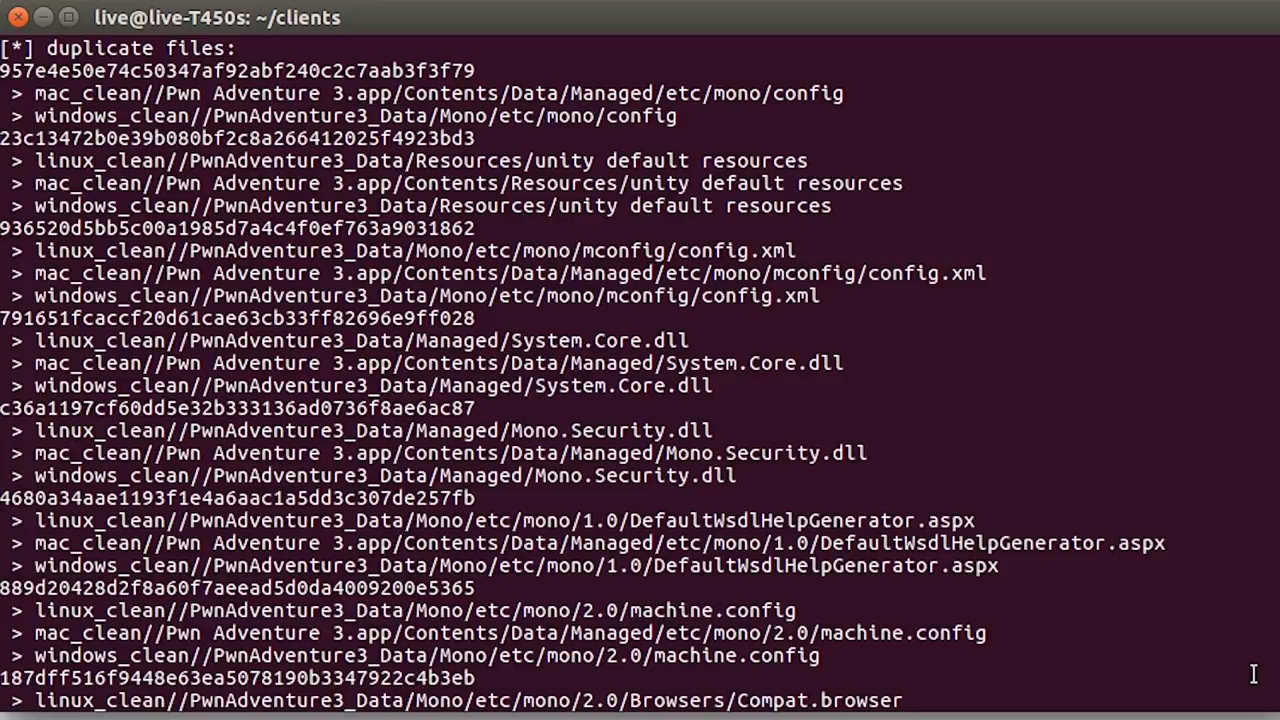 live@live-T450s: ~/clients
[*] duplicate files:
957e4e50e74c50347af92abf240c2c7aab3f3f79
 > mac_clean//Pwn Adventure 3.app/Contents/Data/Managed/etc/mono/config
 > windows_clean//PwnAdventure3_Data/Mono/etc/mono/config
23c13472b0e39b080bf2c8a266412025f4923bd3
 > linux_clean//PwnAdventure3_Data/Resources/unity default resources
 > mac_clean//Pwn Adventure 3.app/Contents/Resources/unity default resources
 > windows_clean//PwnAdventure3_Data/Resources/unity default resources
936520d5bb5c00a1985d7a4c4f0ef763a9031862
 > linux_clean//PwnAdventure3_Data/Mono/etc/mono/mconfig/config.xml
 > mac_clean//Pwn Adventure 3.app/Contents/Data/Managed/etc/mono/mconfig/config.xml
 > windows_clean//PwnAdventure3_Data/Mono/etc/mono/mconfig/config.xml
791651fcaccf20d61cae63cb33ff82696e9ff028
 > linux_clean//PwnAdventure3_Data/Managed/System.Core.dll
 > mac_clean//Pwn Adventure 3.app/Contents/Data/Managed/System.Core.dll
 > windows_clean//PwnAdventure3_Data/Managed/System.Core.dll
c36a1197cf60dd5e32b333136ad0736f8ae6ac87
 > linux_clean//PwnAdventure3_Data/Managed/Mono.Security.dll
 > mac_clean//Pwn Adventure 3.app/Contents/Data/Managed/Mono.Security.dll
 > windows_clean//PwnAdventure3_Data/Managed/Mono.Security.dll
4680a34aae1193f1e4a6aac1a5dd3c307de257fb
 > linux_clean//PwnAdventure3_Data/Mono/etc/mono/1.0/DefaultWsdlHelpGenerator.aspx
 > mac_clean//Pwn Adventure 3.app/Contents/Data/Managed/etc/mono/1.0/DefaultWsdlHelpGenerator.aspx
 > windows_clean//PwnAdventure3_Data/Mono/etc/mono/1.0/DefaultWsdlHelpGenerator.aspx
889d20428d2f8a60f7aeead5d0da4009200e5365
 > linux_clean//PwnAdventure3_Data/Mono/etc/mono/2.0/machine.config
 > mac_clean//Pwn Adventure 3.app/Contents/Data/Managed/etc/mono/2.0/machine.config
 > windows_clean//PwnAdventure3_Data/Mono/etc/mono/2.0/machine.config
187dff516f9448e63ea5078190b3347922c4b3eb
 > linux_clean//PwnAdventure3_Data/Mono/etc/mono/2.0/Browsers/Compat.browser